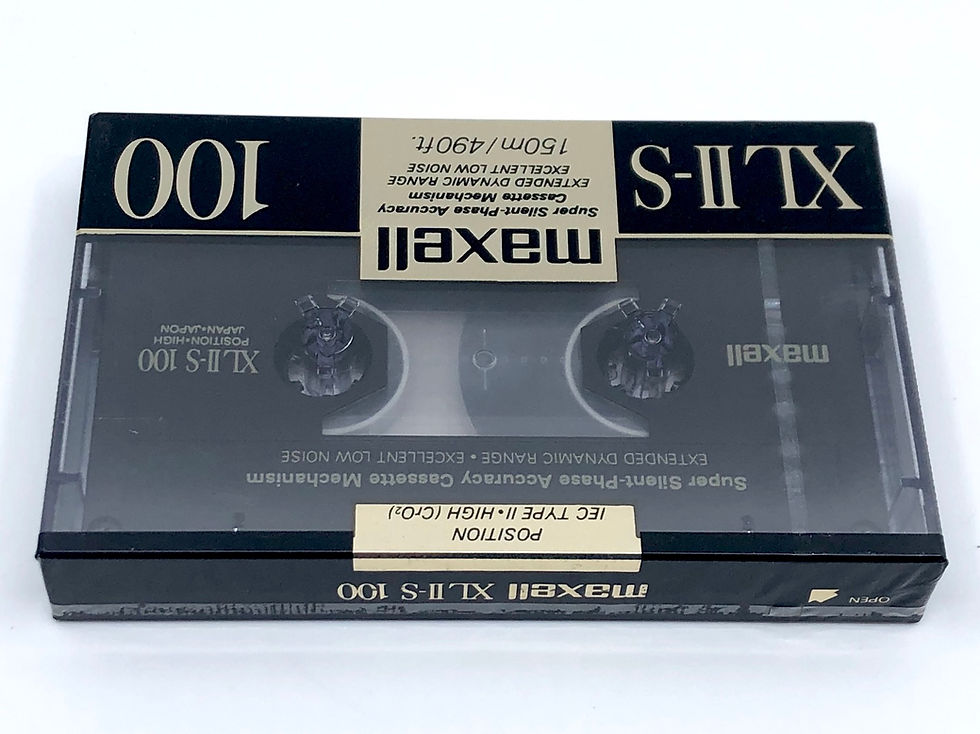 maxell XL II-S 100
OPEN
POSITION
IEC TYPE II • HIGH (CrO₂)
Super Silent-Phase Accuracy Cassette Mechanism
EXTENDED DYNAMIC RANGE • EXCELLENT LOW NOISE
maxell
XL II-S 100
POSITION • HIGH
JAPAN • JAPON
maxell
Super Silent-Phase Accuracy
Cassette Mechanism
EXTENDED DYNAMIC RANGE
EXCELLENT LOW NOISE
150m/490ft.
XL II-S
100